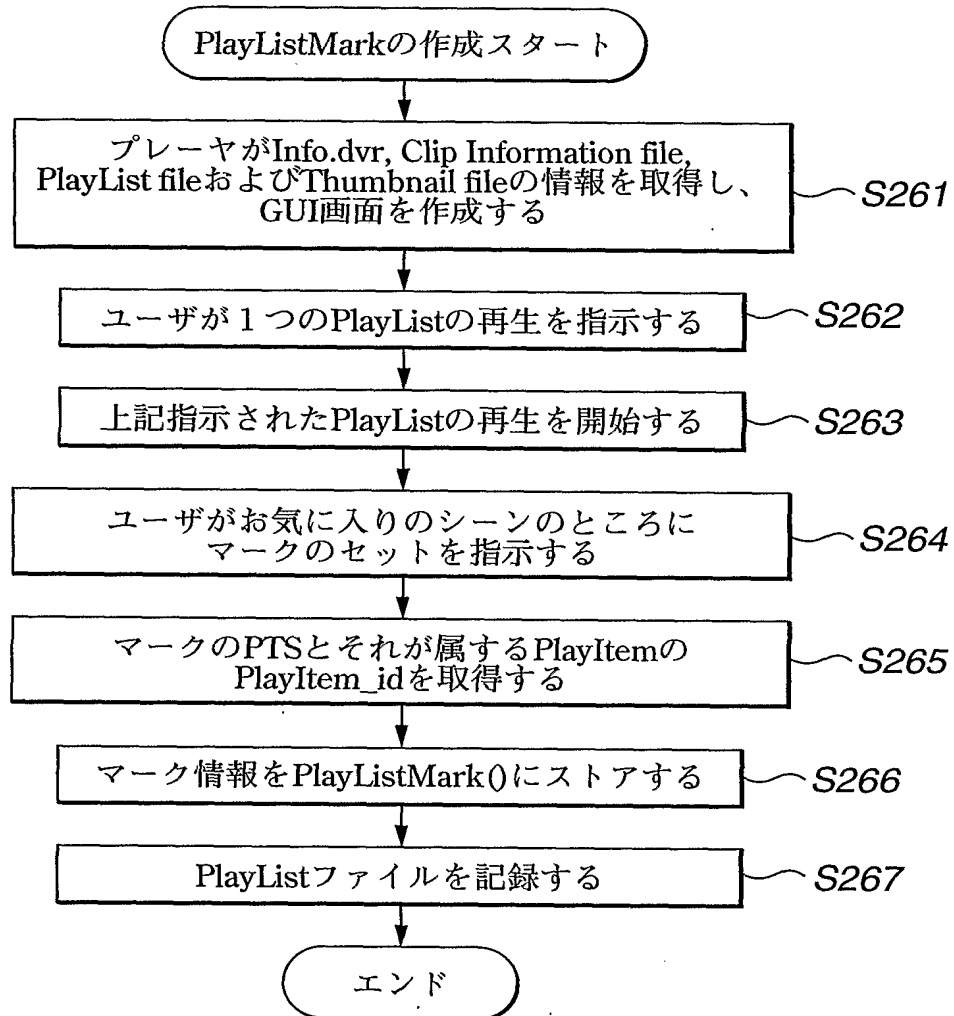 PlayListMarkの作成スタート
プレーヤがInfo.dvr, Clip Information file,
PlayList fileおよびThumbnail fileの情報を取得し、
GUI画面を作成する
S261
ユーザが1つのPlayListの再生を指示する
S262
上記指示されたPlayListの再生を開始する
S263
ユーザがお気に入りのシーンのところに
マークのセットを指示する
S264
マークのPTSとそれが属するPlayItemの
PlayItem_idを取得する
S265
マーク情報をPlayListMark()にストアする
S266
PlayListファイルを記録する
S267
エンド